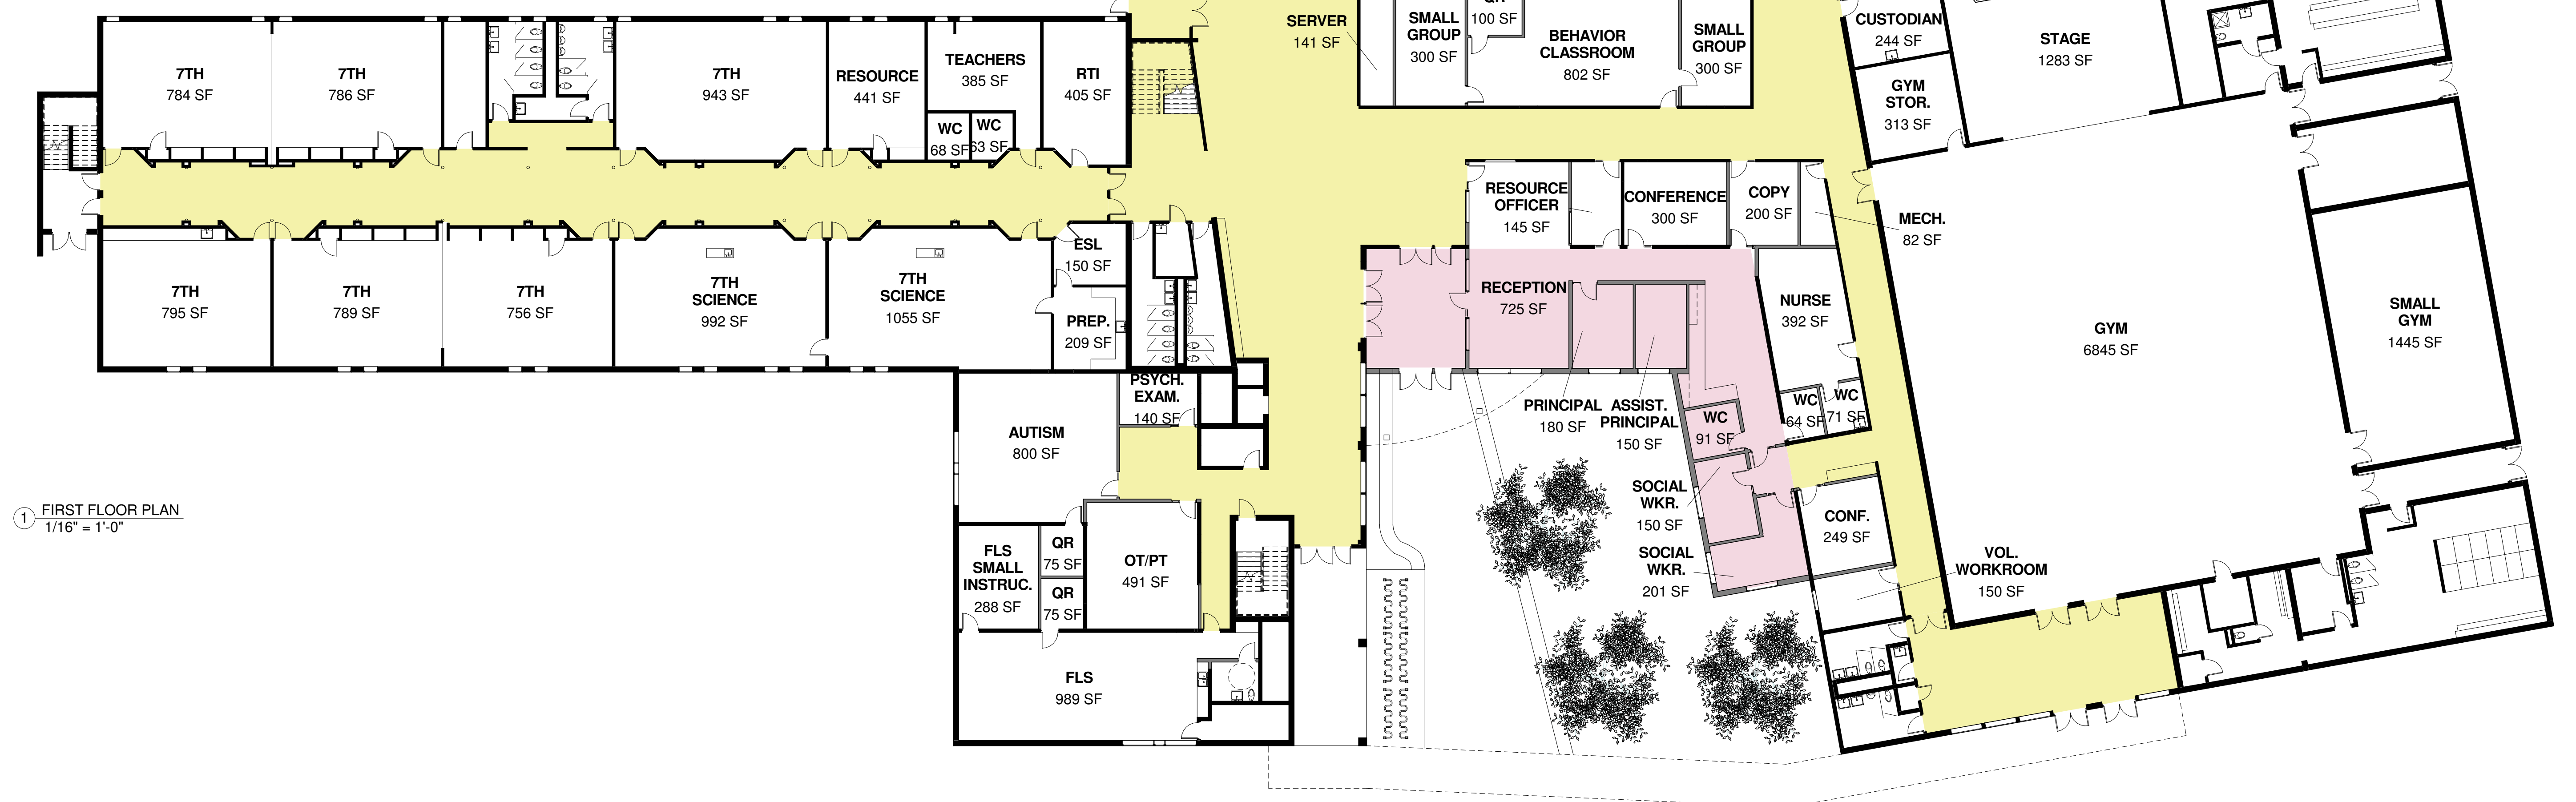 7TH
784 SF
7TH
786 SF
7TH
943 SF
RESOURCE
441 SF
TEACHERS
385 SF
WC
68 SF
WC
63 SF
RTI
405 SF
SERVER
141 SF
SMALL
GROUP
300 SF
QR
100 SF
BEHAVIOR
CLASSROOM
802 SF
SMALL
GROUP
300 SF
CUSTODIAN
244 SF
GYM
STOR.
313 SF
STAGE
1283 SF
7TH
795 SF
7TH
789 SF
7TH
756 SF
7TH
SCIENCE
992 SF
7TH
SCIENCE
1055 SF
ESL
150 SF
PREP.
209 SF
RESOURCE
OFFICER
145 SF
CONFERENCE
300 SF
COPY
200 SF
MECH.
82 SF
RECEPTION
725 SF
NURSE
392 SF
GYM
6845 SF
SMALL
GYM
1445 SF
PSYCH.
EXAM.
140 SF
AUTISM
800 SF
PRINCIPAL
180 SF
ASSIST.
PRINCIPAL
150 SF
WC
91 SF
WC
64 SF
WC
71 SF
SOCIAL
WKR.
150 SF
CONF.
249 SF
1
FIRST FLOOR PLAN
1/16" = 1'-0"
FLS
SMALL
INSTRUC.
288 SF
QR
75 SF
QR
75 SF
OT/PT
491 SF
SOCIAL
WKR.
201 SF
VOL.
WORKROOM
150 SF
FLS
989 SF